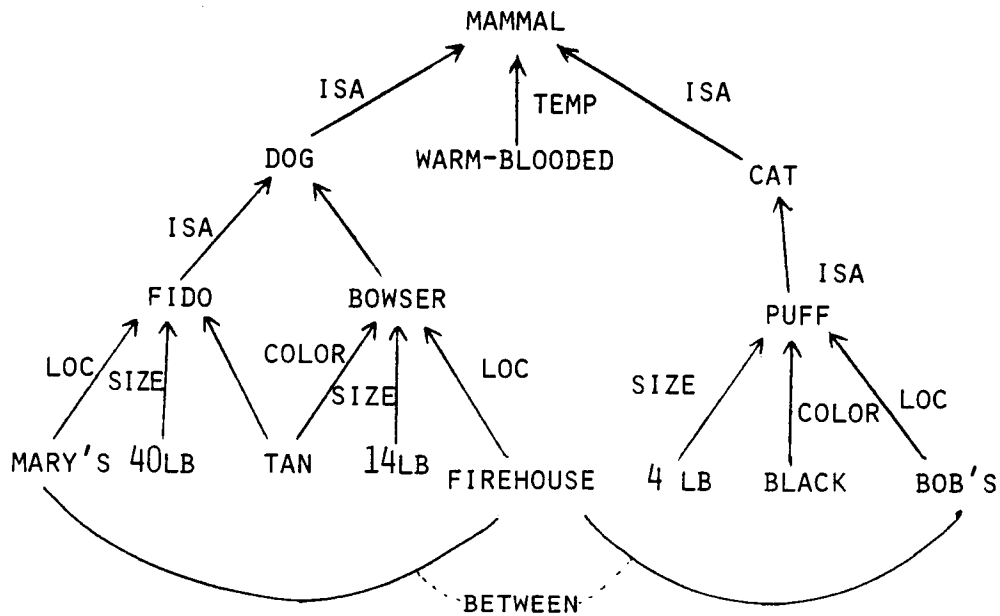 MAMMAL
ISA
TEMP
ISA
DOG
WARM-BLOODED
CAT
ISA
ISA
FIDO
BOWSER
PUFF
LOC
SIZE
COLOR
SIZE
LOC
SIZE
COLOR
LOC
MARY'S 40LB TAN 14LB FIREHOUSE 4 LB BLACK BOB'S
BETWEEN